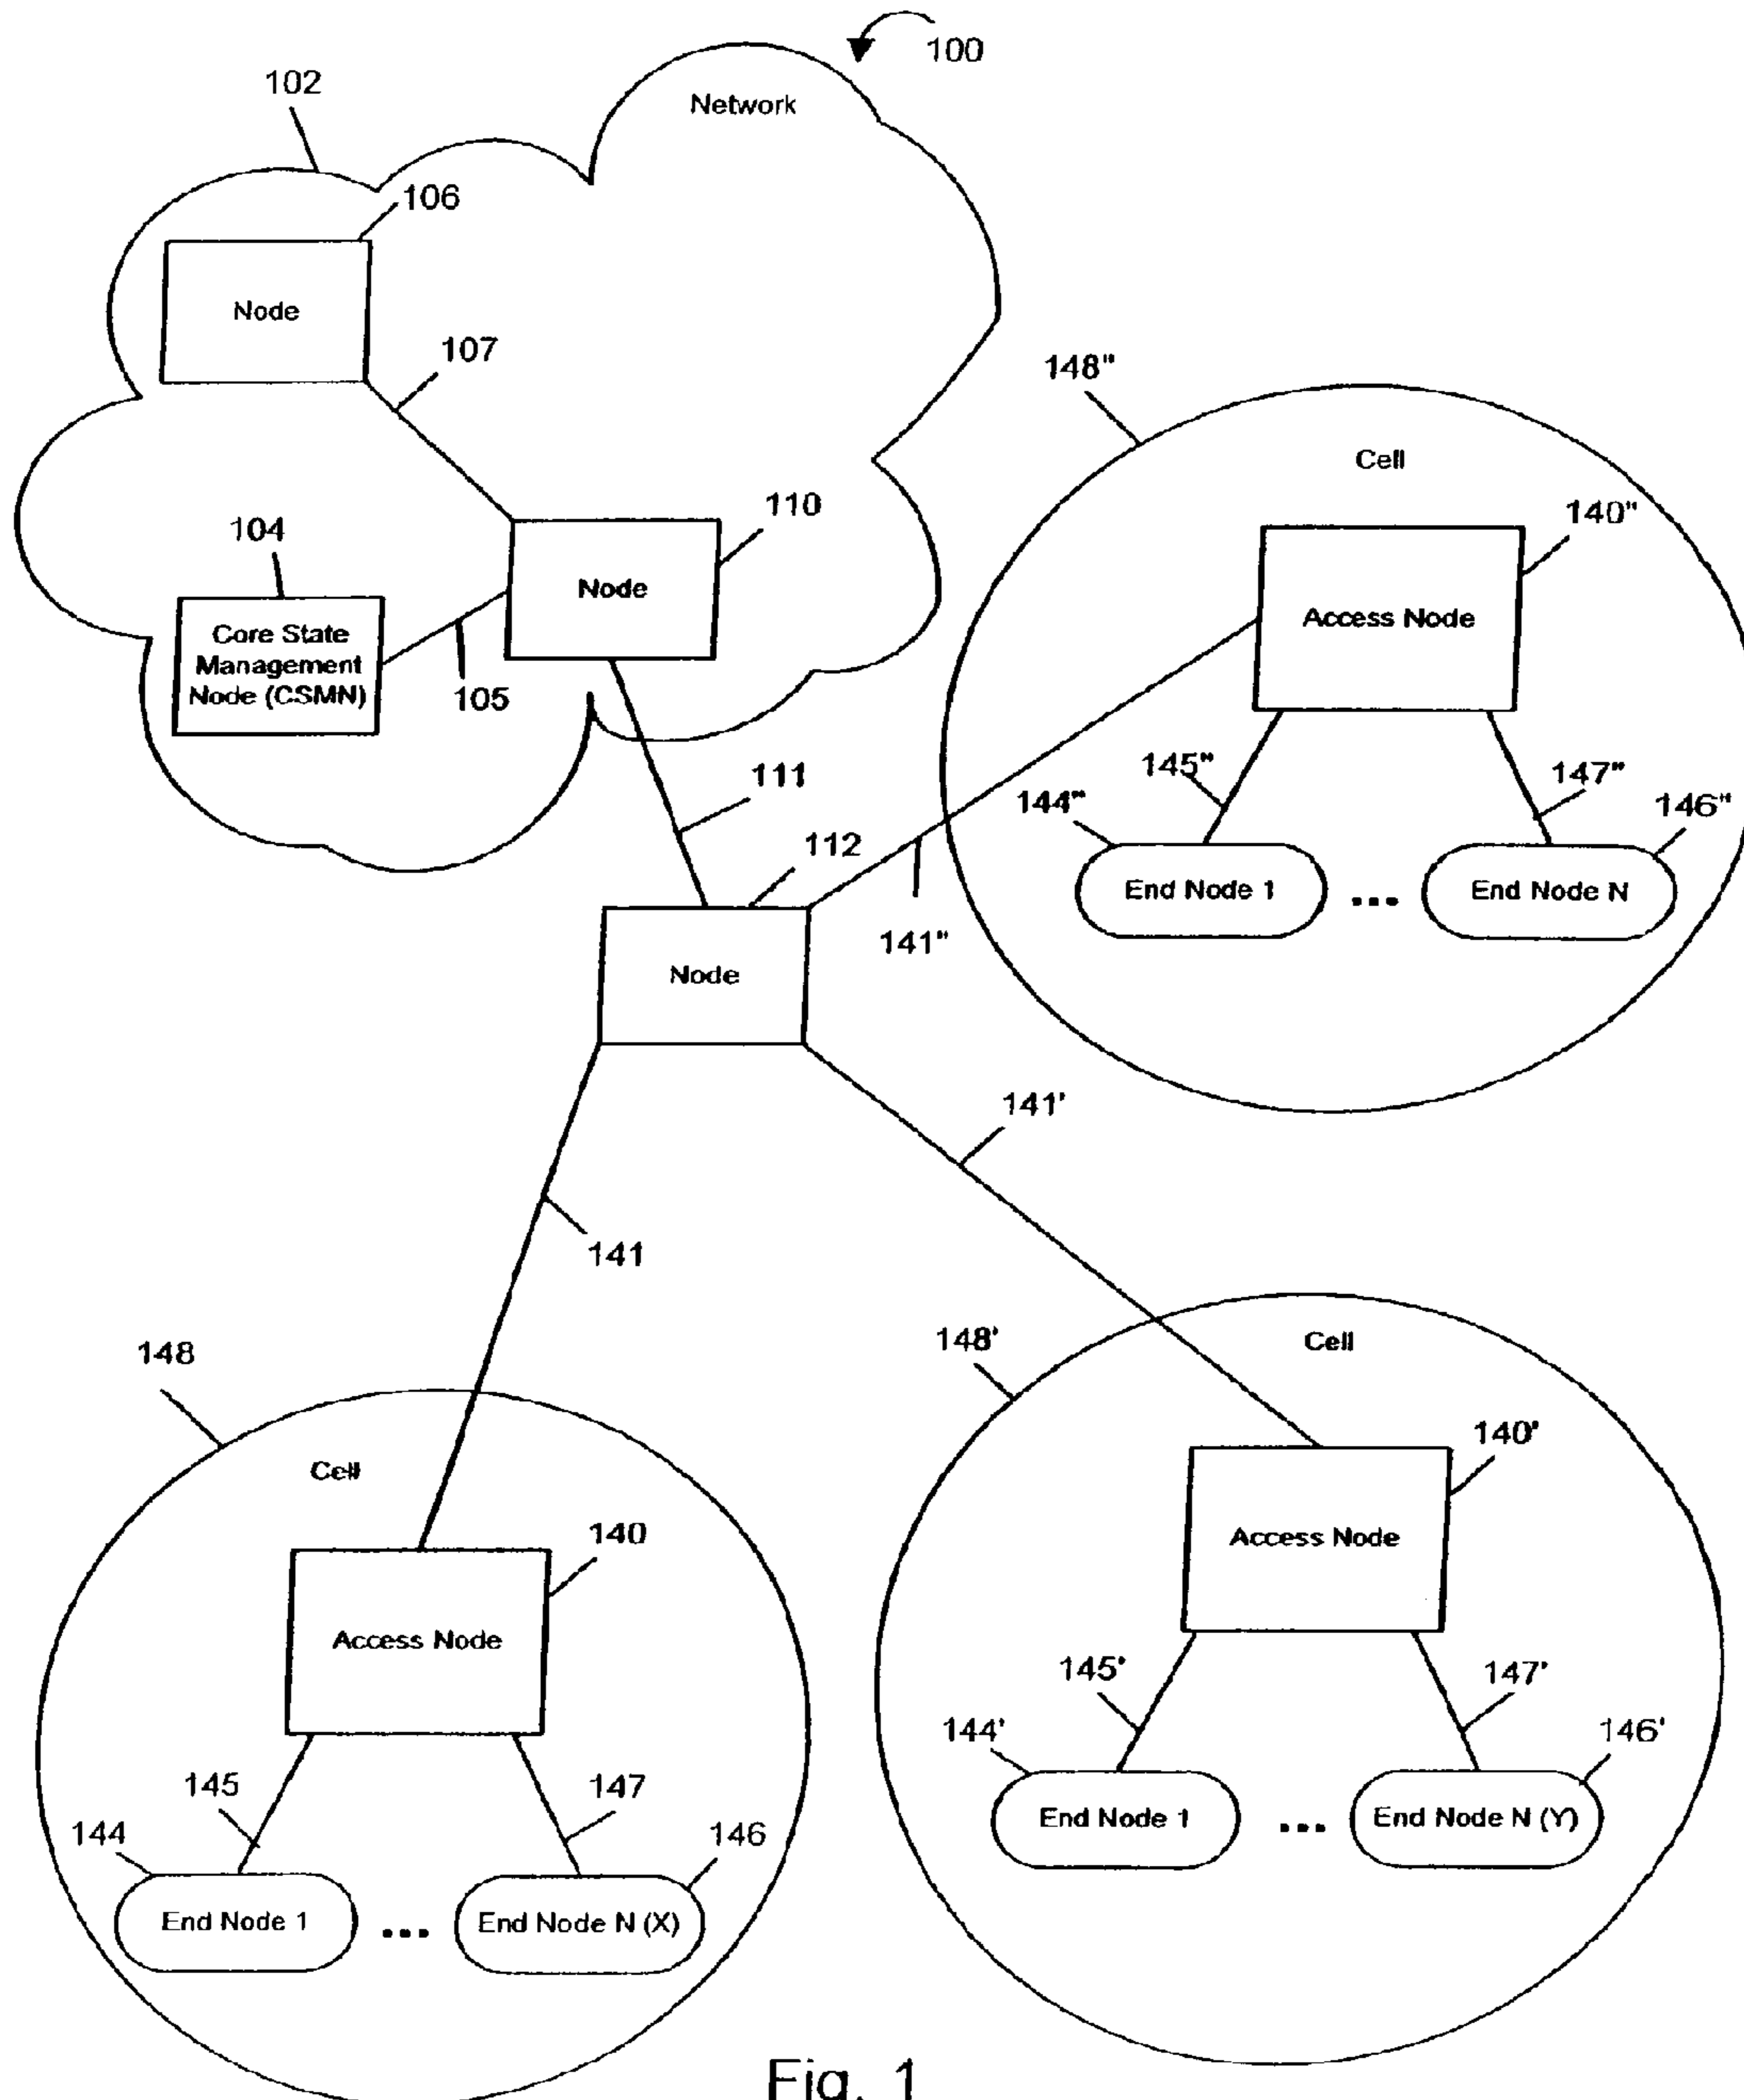 100
102
Network
106
Node
107
148"
Cell
104
110
140"
Node
Access Node
Core State
Management
Node (CSMN)
105
111
145"
147"
144"
146"
112
End Node 1
...
End Node N
141"
Node
141'
141
148
148'
Cell
Cell
140'
140
Access Node
Access Node
145'
147'
144'
146'
145
147
End Node 1
...
End Node N (Y)
144
146
End Node 1
...
End Node N (X)
Fig. 1